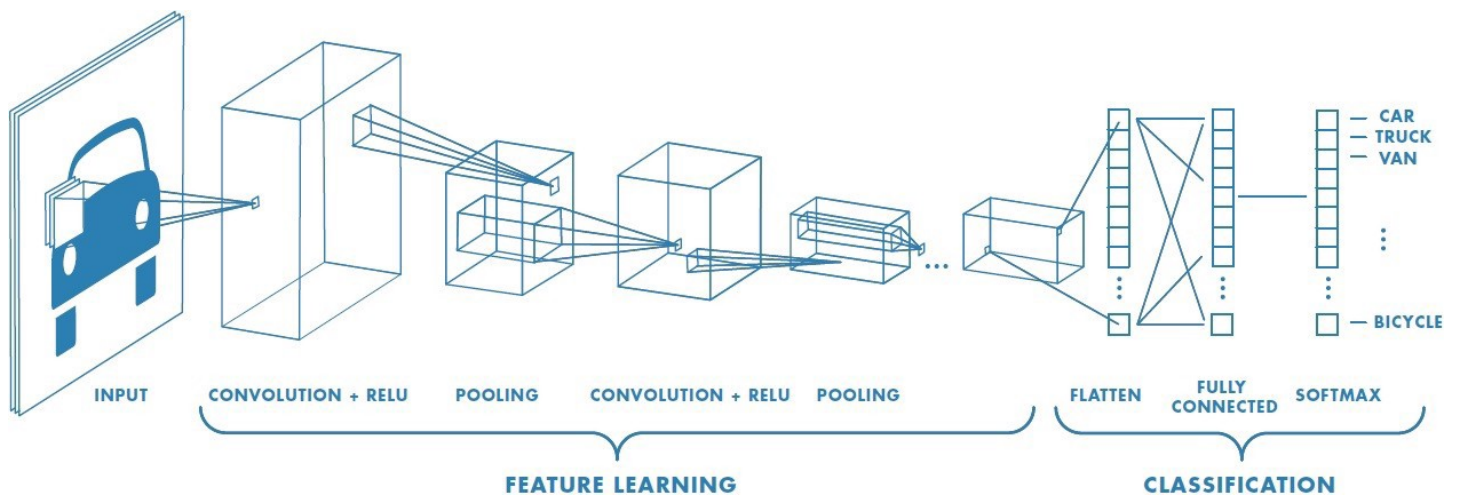 CAR
TRUCK
VAN
BICYCLE
INPUT
CONVOLUTION + RELU
POOLING
CONVOLUTION + RELU
POOLING
FLATTEN
FULLY
CONNECTED
SOFTMAX
FEATURE LEARNING
CLASSIFICATION